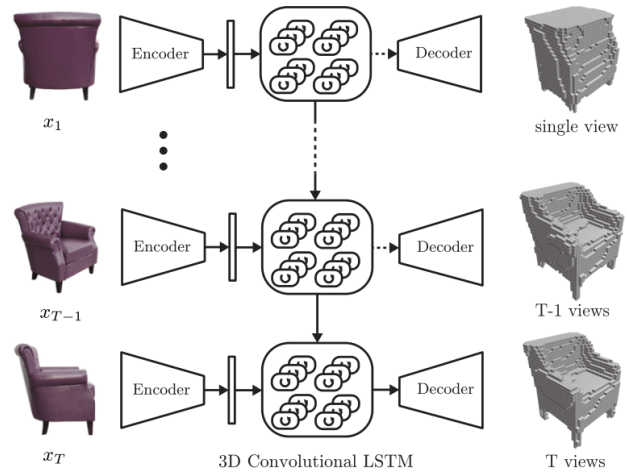 Encoder
Decoder
x1
single view
Encoder
Decoder
xT−1
T-1 views
Encoder
Decoder
xT
3D Convolutional LSTM
T views